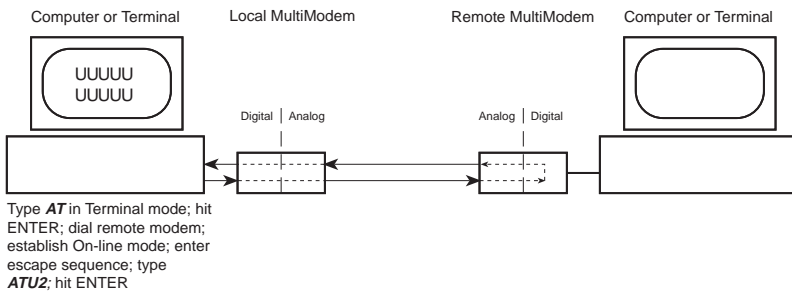 Computer or Terminal
Local MultiModem
Remote MultiModem
Computer or Terminal
UUUUU
UUUUU
Digital
Analog
Analog
Digital
Type AT in Terminal mode; hit
ENTER; dial remote modem;
establish On-line mode; enter
escape sequence; type
ATU2; hit ENTER